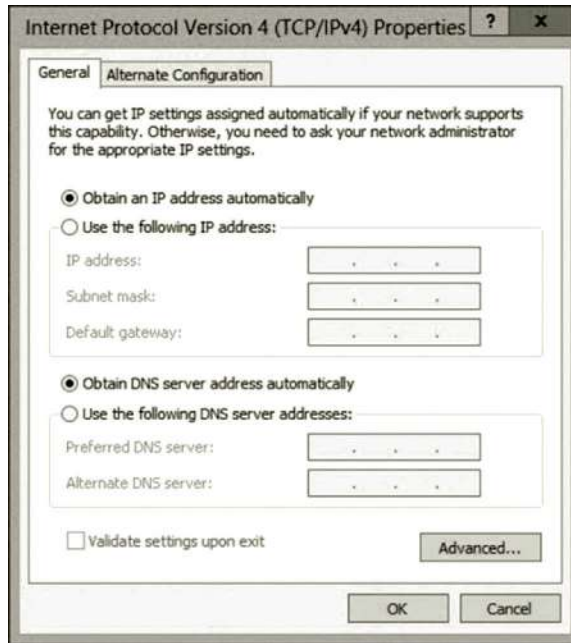 Internet Protocol Version 4 (TCP/IPv4) Properties ? x
General Alternate Configuration
You can get IP settings assigned automatically if your network supports
this capability. Otherwise, you need to ask your network administrator
for the appropriate IP settings.
Obtain an IP address automatically
Use the following IP address:
IP address:
Subnet mask:
Default gateway:
Obtain DNS server address automatically
Use the following DNS server addresses:
Preferred DNS server:
Alternate DNS server:
Validate settings upon exit
Advanced...
OK Cancel